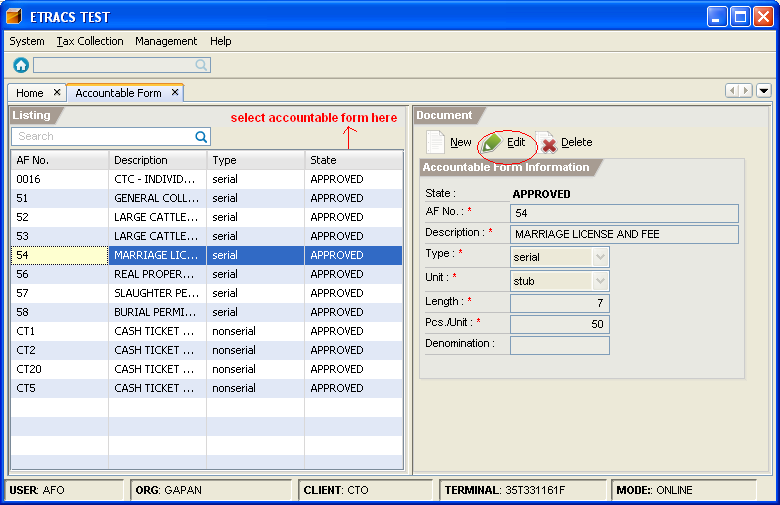 ETRACS TEST
System Tax Collection Management Help
Home Accountable Form
Listing
select accountable form here
Search
AF No. Description Type State
0016 CTC - INDIVID... serial APPROVED
51 GENERAL COLL... serial APPROVED
52 LARGE CATTLE... serial APPROVED
53 LARGE CATTLE... serial APPROVED
54 MARRIAGE LIC... serial APPROVED
56 REAL PROPER... serial APPROVED
57 SLAUGHTER PE... serial APPROVED
58 BURIAL PERMI... serial APPROVED
CT1 CASH TICKET ... nonserial APPROVED
CT2 CASH TICKET ... nonserial APPROVED
CT20 CASH TICKET ... nonserial APPROVED
CT5 CASH TICKET ... nonserial APPROVED
Document
New Edit Delete
Accountable Form Information
State : APPROVED
AF No. : * 54
Description : * MARRIAGE LICENSE AND FEE
Type : * serial
Unit : * stub
Length : * 7
Pcs./Unit : * 50
Denomination :
USER: AFO ORG: GAPAN CLIENT: CTO TERMINAL: 35T331161F MODE:: ONLINE